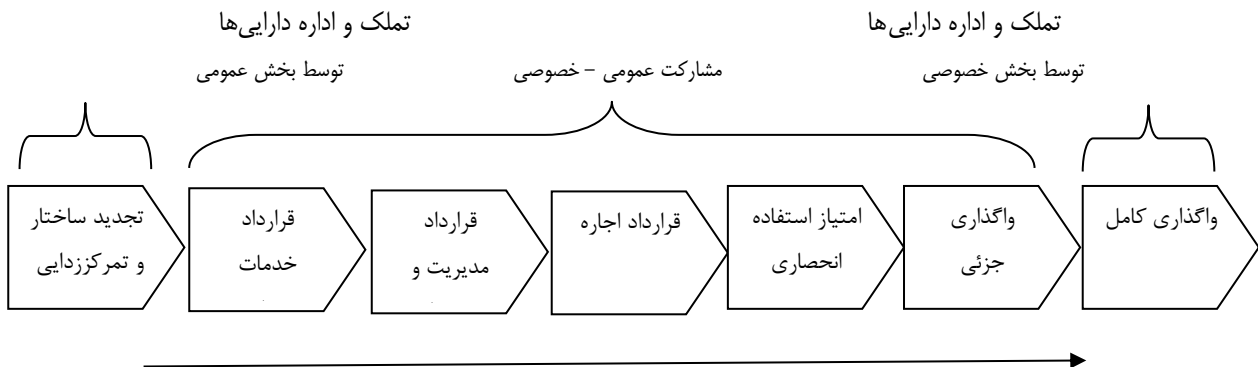 تملک و اداره دارایی‌ها
توسط بخش عمومی
مشارکت عمومی – خصوصی
تملک و اداره دارایی‌ها
توسط بخش خصوصی
تجدید ساختار
و تمرکززدایی
قرارداد
خدمات
قرارداد
مدیریت و
قرارداد اجاره
امتیاز استفاده
انحصاری
واگذاری
جزئی
واگذاری کامل